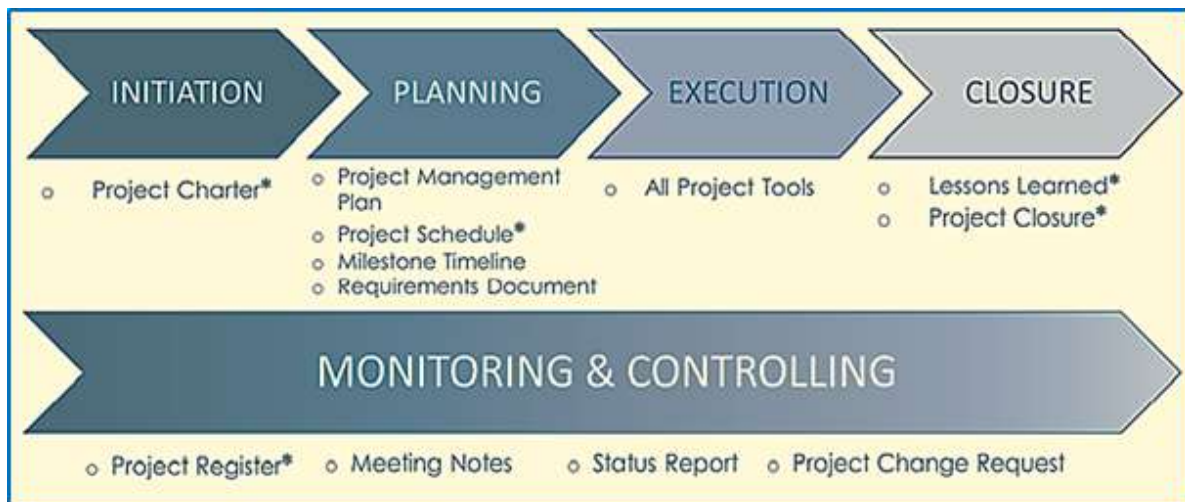 INITIATION
PLANNING
EXECUTION
CLOSURE
Project Charter*
Project Management
Plan
Project Schedule*
Milestone Timeline
Requirements Document
All Project Tools
Lessons Learned*
Project Closure*
MONITORING & CONTROLLING
Project Register*
Meeting Notes
Status Report
Project Change Request